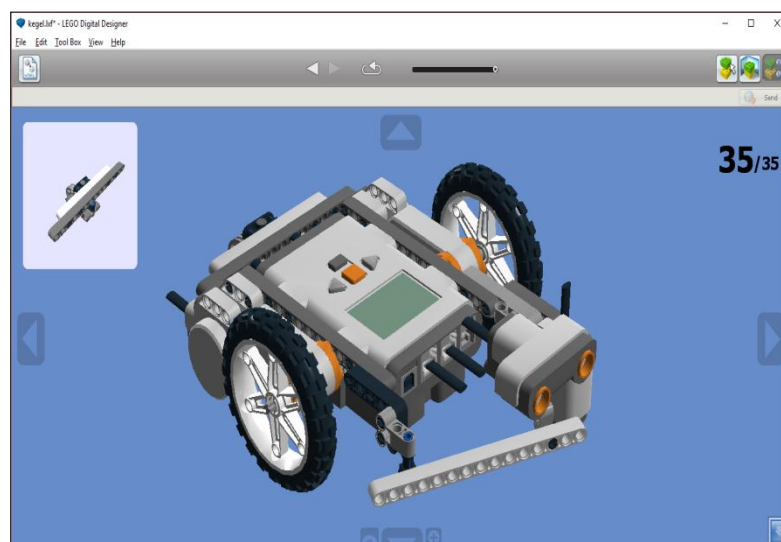 kegel.lxf* - LEGO Digital Designer
File Edit Tool Box View Help
Send
35/35